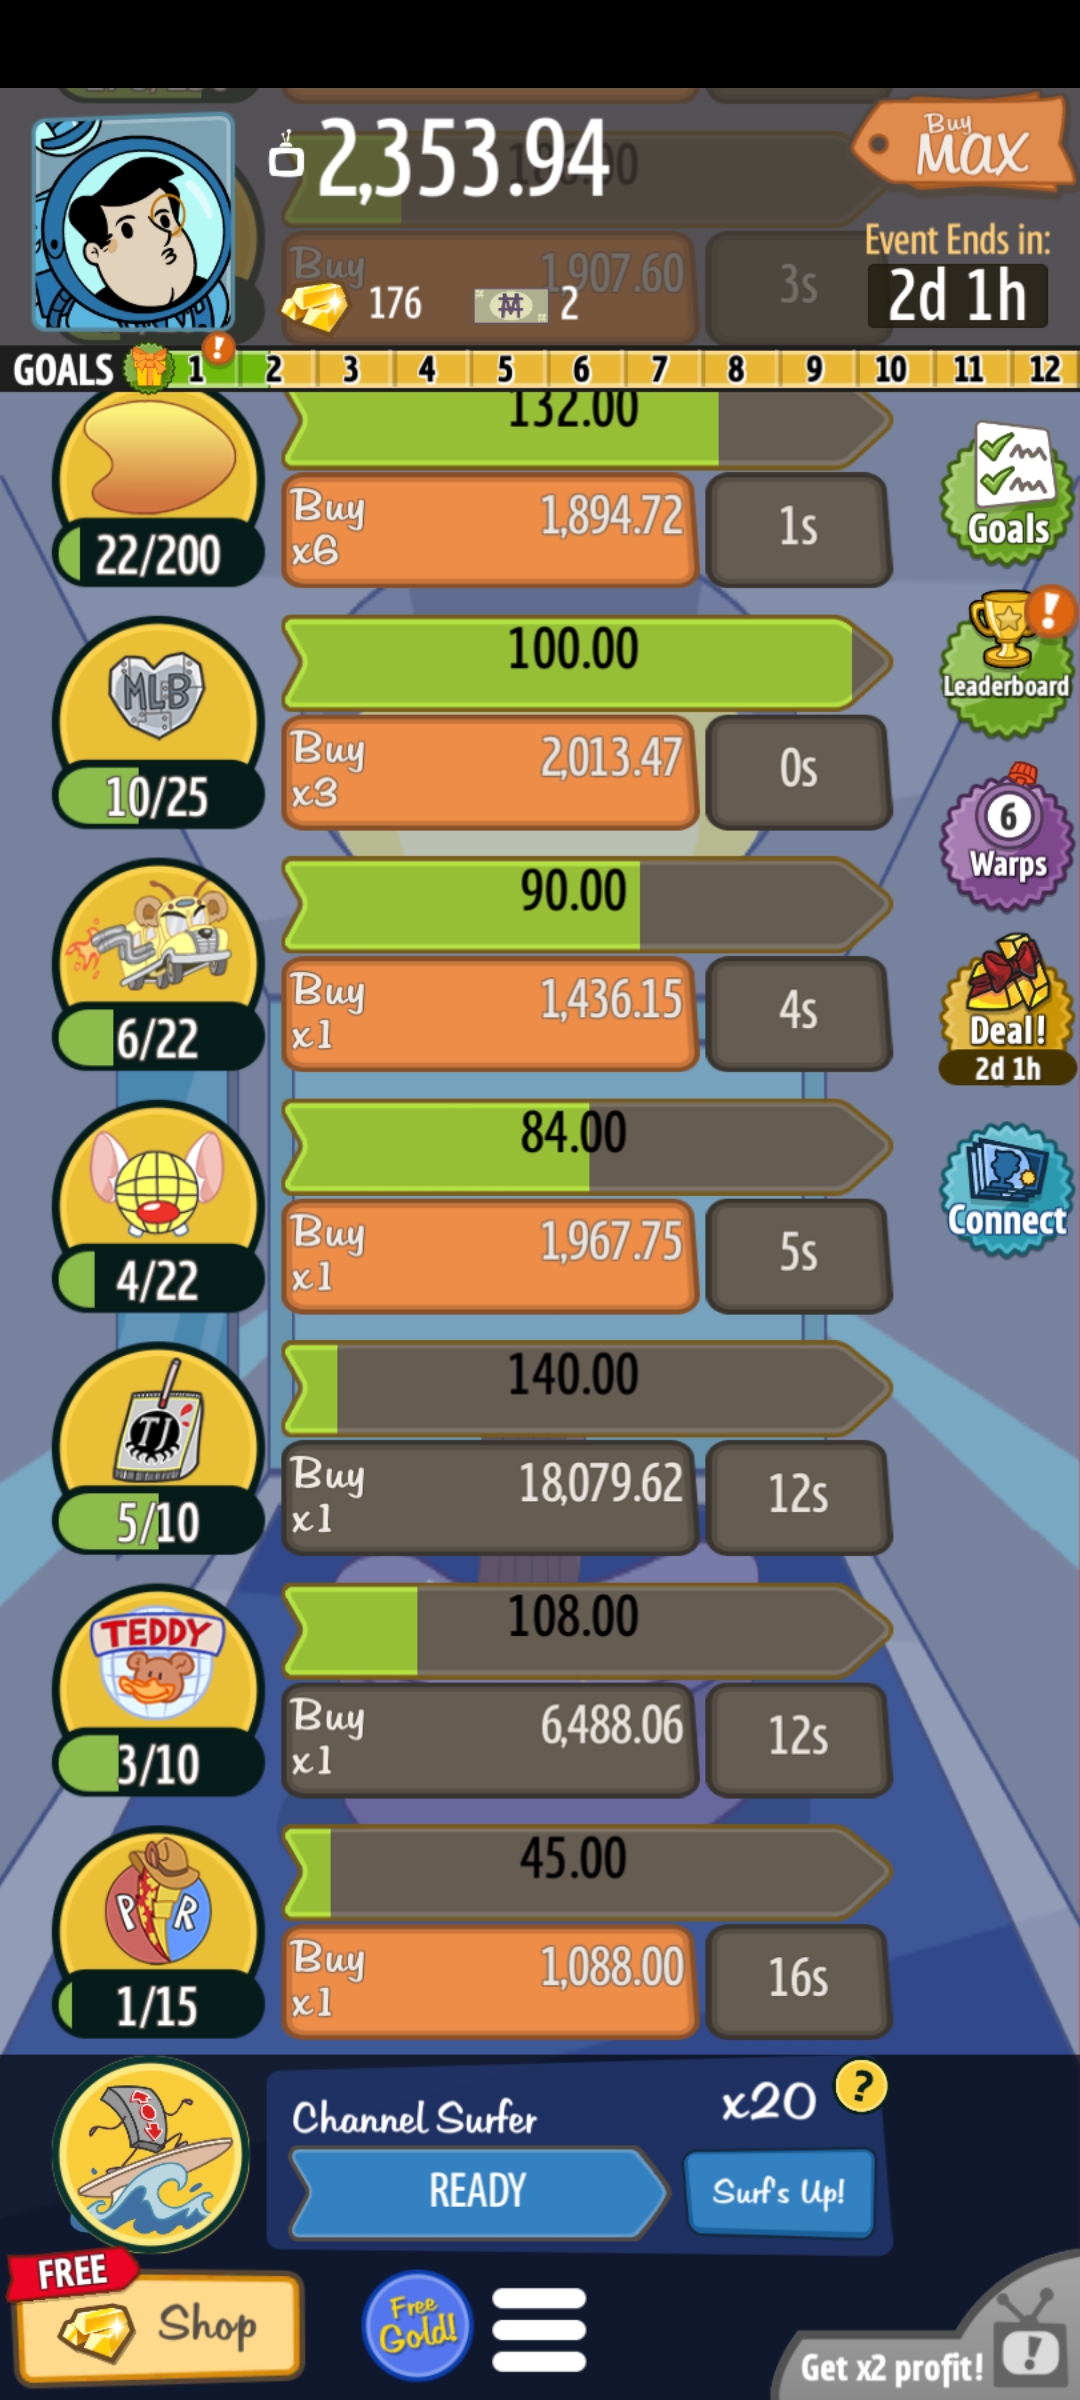 2,353.94
Buy
MAX
Buy
1,907.60
3s
176
2
Event Ends in:
2d 1h
GOALS 1 ! 2 3 4 5 6 7 8 9 10 11 12
132.00
22/200
Buy
x6
1,894.72
1s
Goals
MLB
10/25
100.00
Buy
x3
2,013.47
0s
!
Leaderboard
6/22
90.00
Buy
x1
1,436.15
4s
6
Warps
Deal!
2d 1h
4/22
84.00
Buy
x1
1,967.75
5s
Connect
TJ
5/10
140.00
Buy
x1
18,079.62
12s
TEDDY
3/10
108.00
Buy
x1
6,488.06
12s
P R
1/15
45.00
Buy
x1
1,088.00
16s
Channel Surfer
x20
?
READY
Surf's Up!
FREE
Shop
Free
Gold!
Get x2 profit!
!